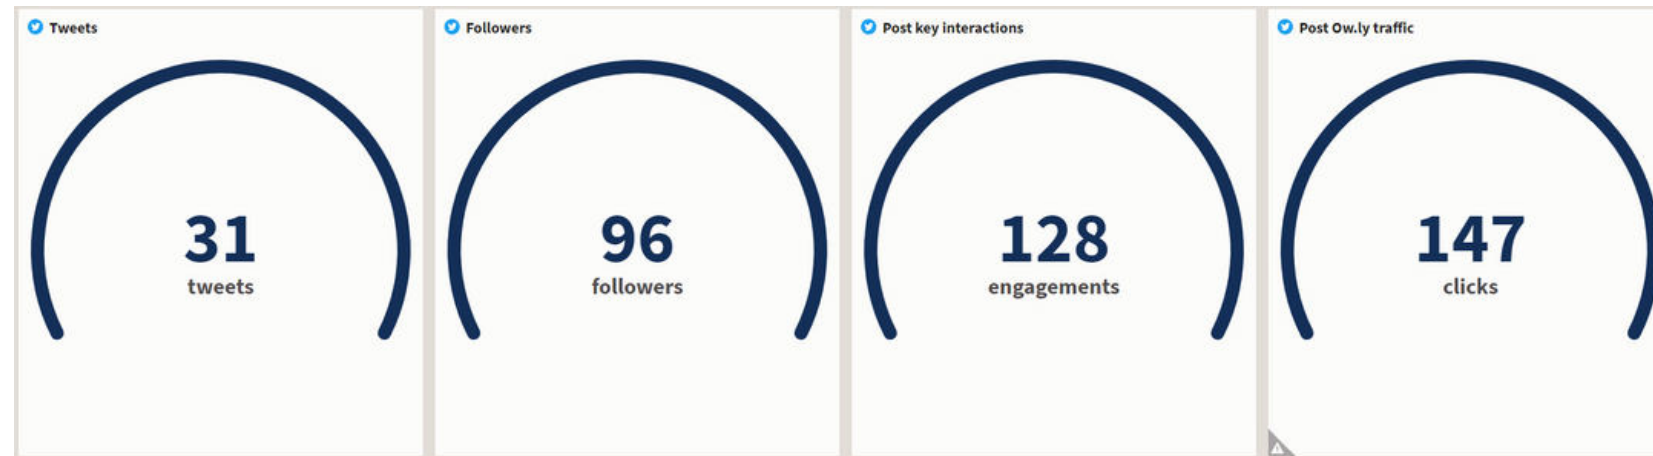 Tweets
31
tweets
Followers
96
followers
Post key interactions
128
engagements
Post Ow.ly traffic
147
clicks